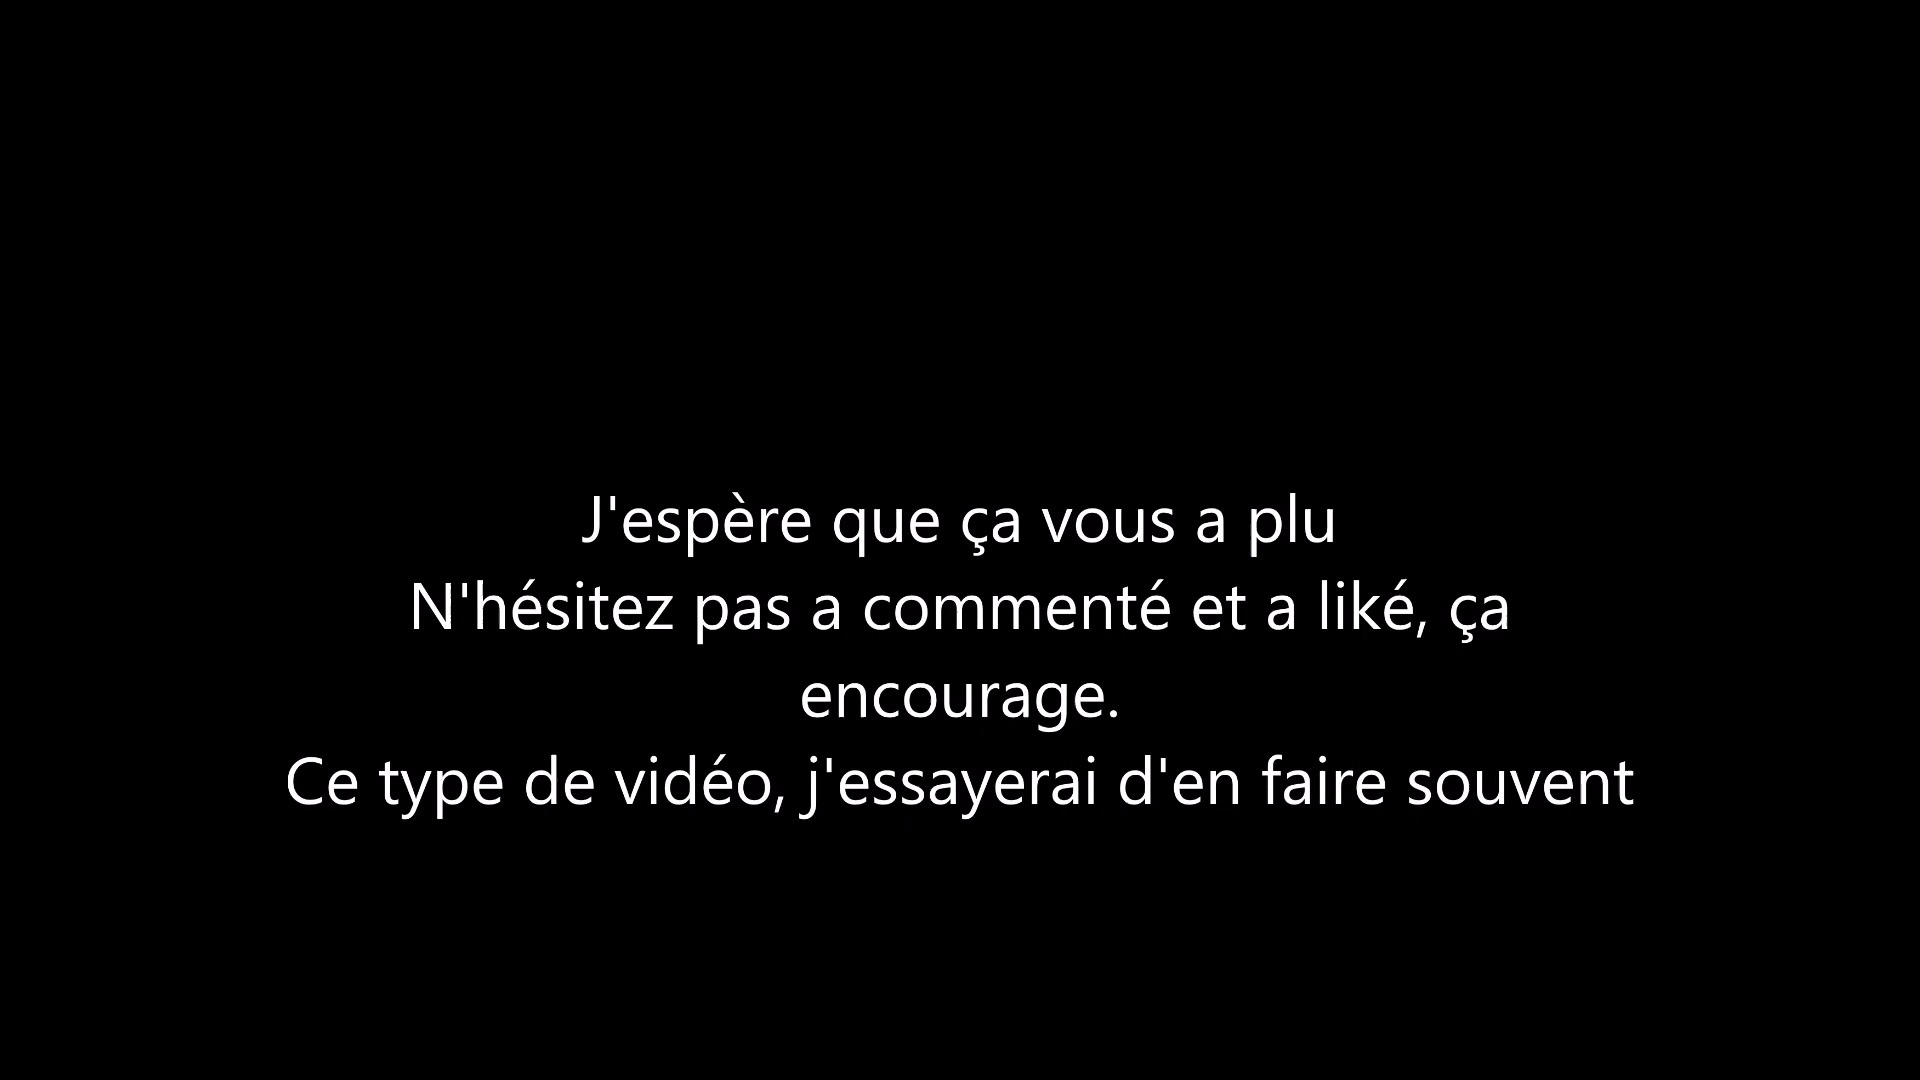 J'espère que ça vous a plu
N'hésitez pas a commenté et a liké, ça
encourage.
Ce type de vidéo, j'essayerai d'en faire souvent